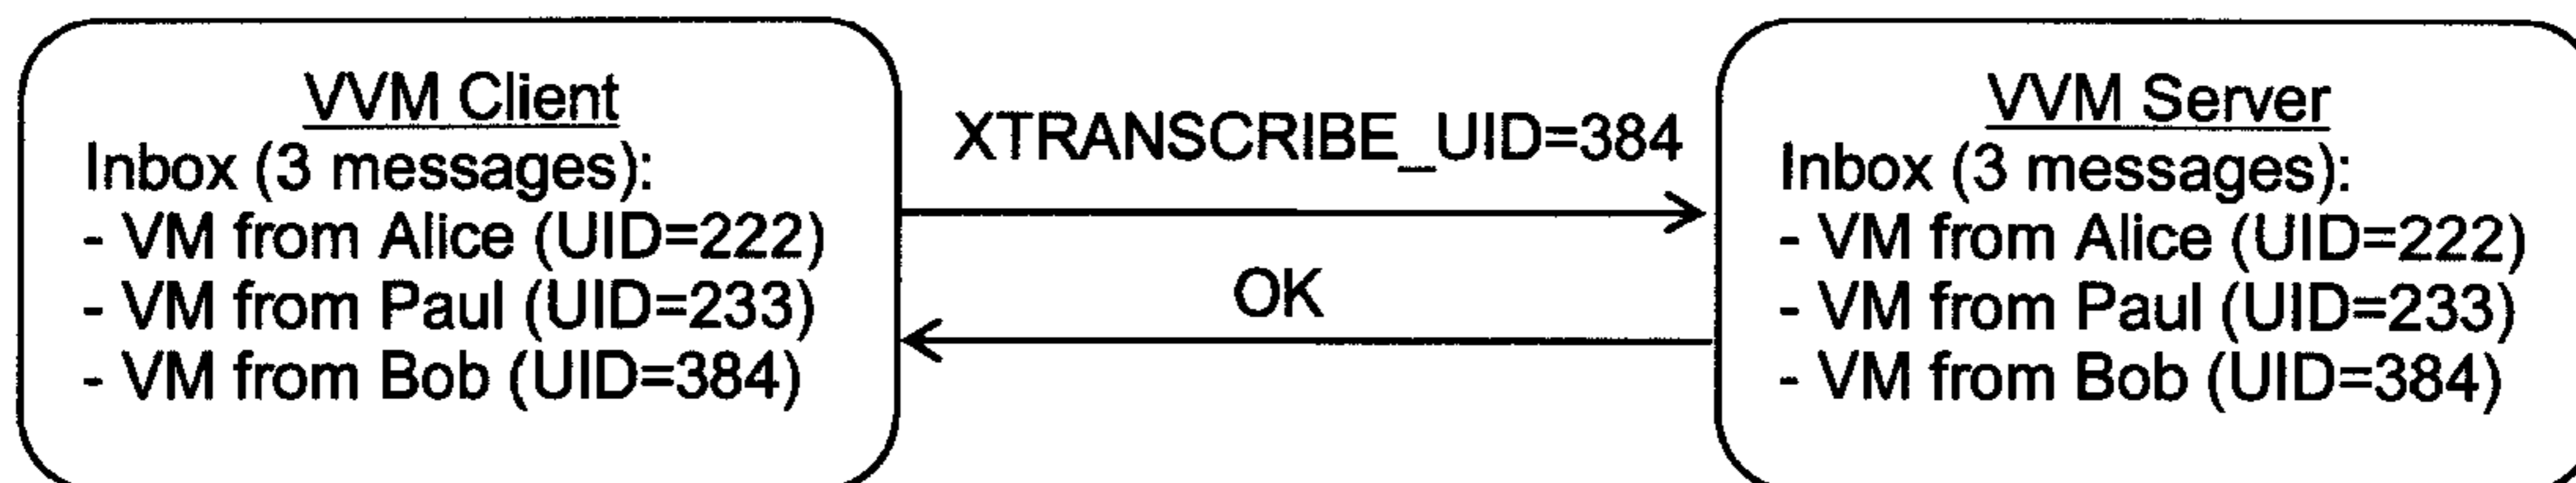 VVM Client
Inbox (3 messages):
- VM from Alice (UID=222)
- VM from Paul (UID=233)
- VM from Bob (UID=384)
XTRANSCRIBE_UID=384
OK
VVM Server
Inbox (3 messages):
- VM from Alice (UID=222)
- VM from Paul (UID=233)
- VM from Bob (UID=384)